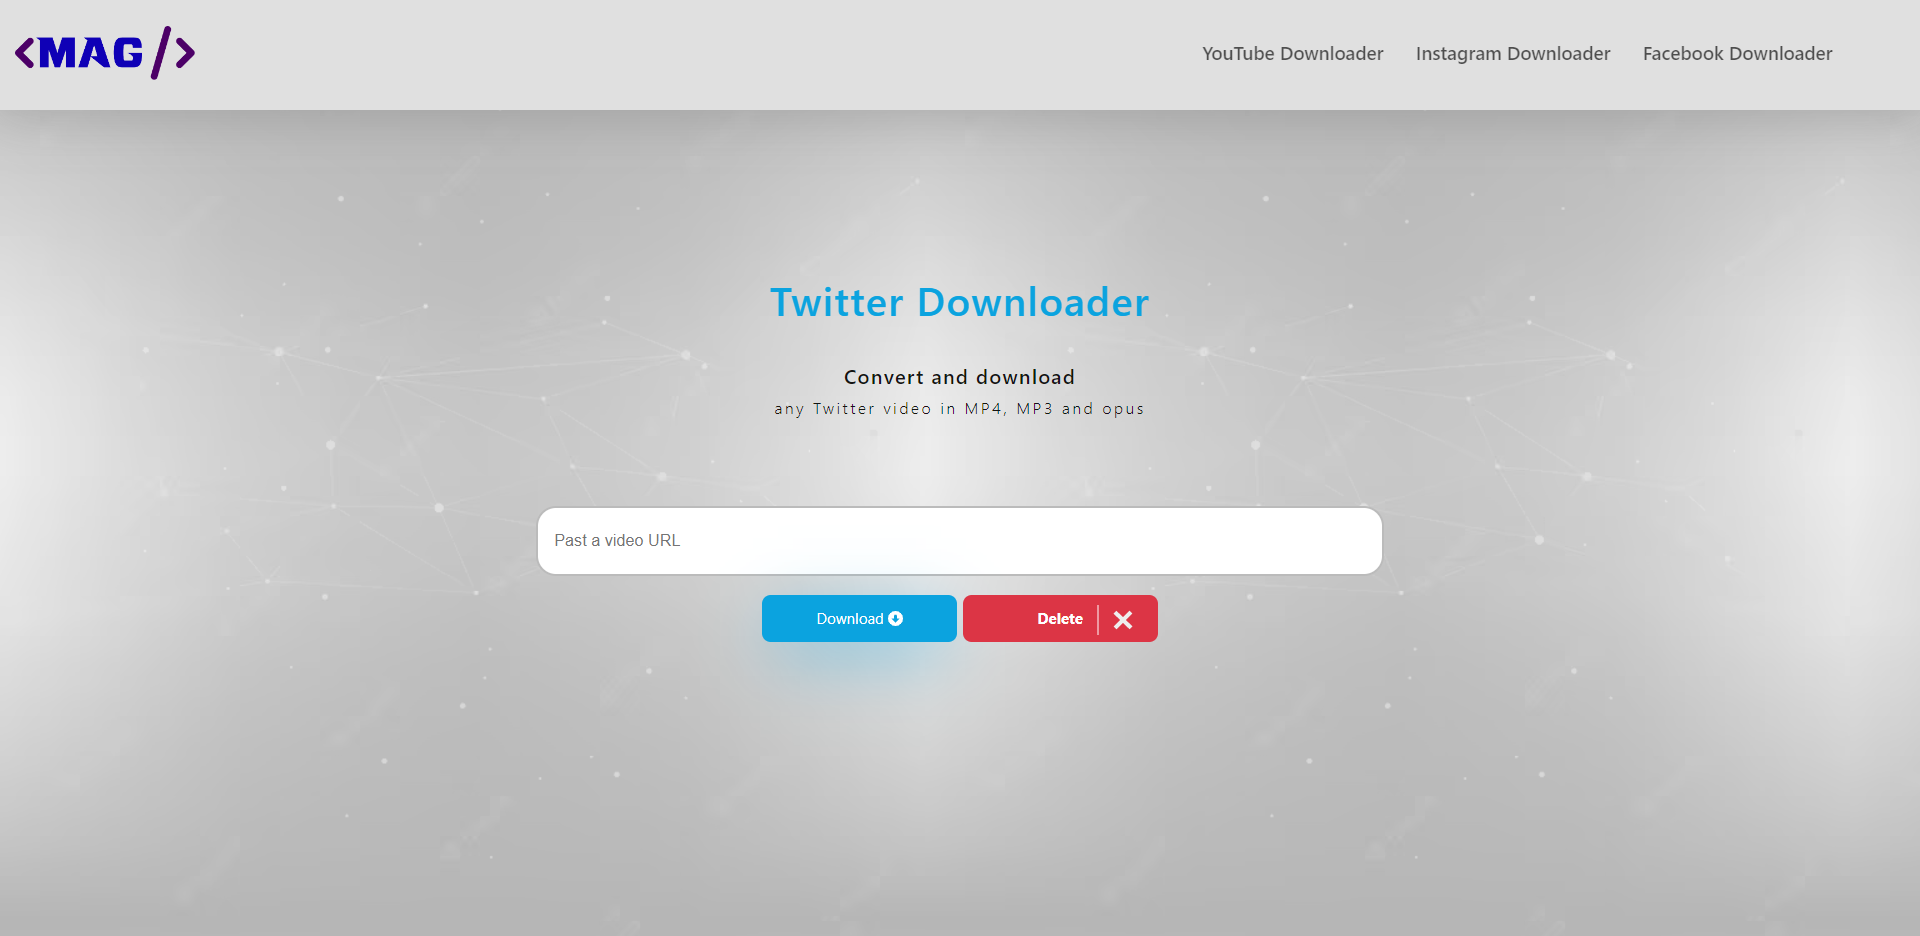 <MAG/>
YouTube Downloader Instagram Downloader Facebook Downloader
Twitter Downloader
Convert and download
any Twitter video in MP4, MP3 and opus
Past a video URL
Download Delete